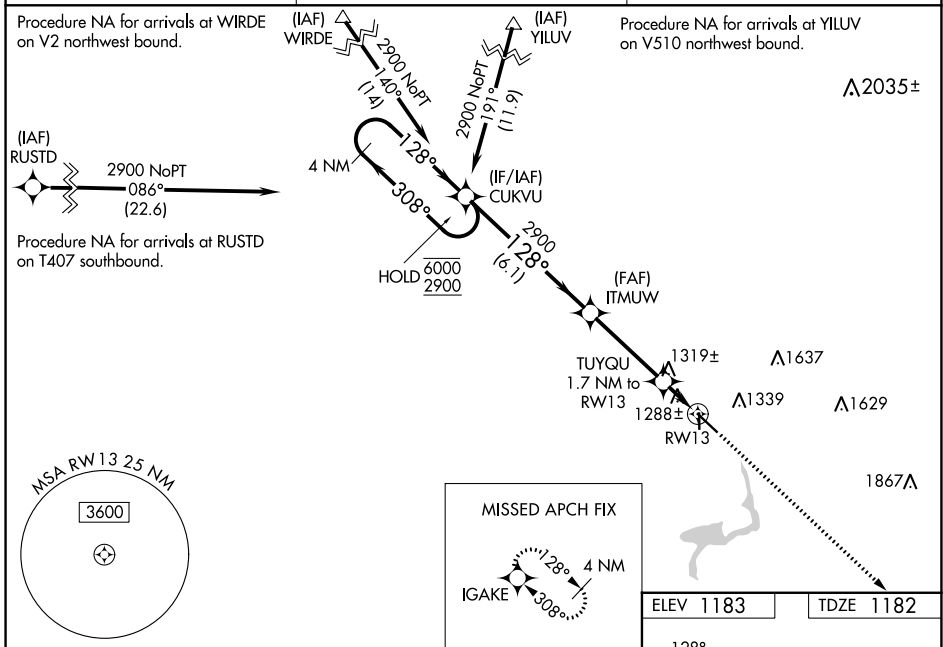 Procedure NA for arrivals at WIRDE
on V2 northwest bound.
(IAF)
WIRDE
(IAF)
YILUV
Procedure NA for arrivals at YILUV
on V510 northwest bound.
2900 NoPT
140°
(14)
2900 NoPT
191°
(11.9)
2035±
(IAF)
RUSTD
2900 NoPT
086°
(22.6)
4 NM
128°
308°
(IF/IAF)
CUKVU
Procedure NA for arrivals at RUSTD
on T407 southbound.
HOLD 6000
2900
2900
128°
(6.1)
(FAF)
ITMUW
TUYQU
1.7 NM to
RW13
1319±
1637
1288±
1339
1629
RW13
MSA RW13 25 NM
3600
1867
MISSED APCH FIX
128°
4 NM
IGAKE
308°
ELEV 1183
TDZE 1182
128°